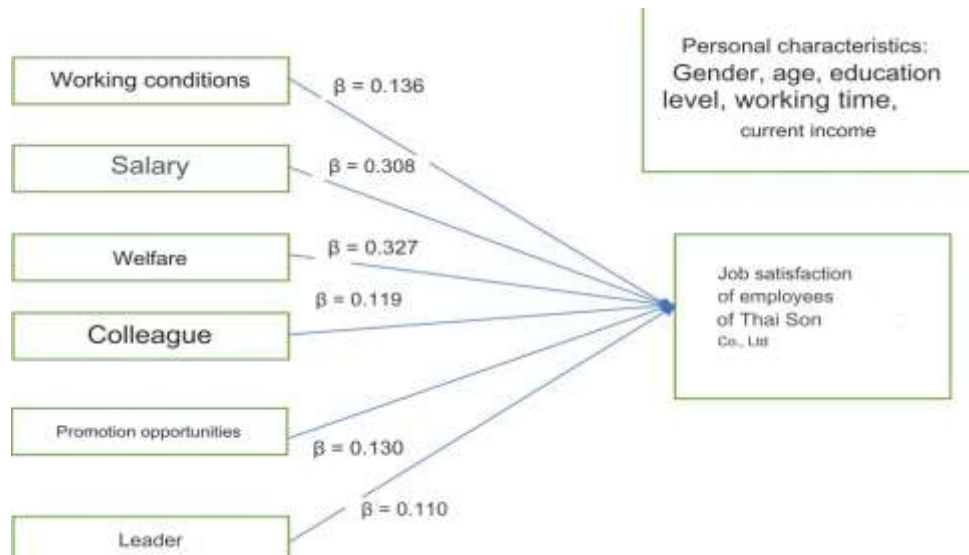 Working conditions
β = 0.136
Salary
β = 0.308
Welfare
β = 0.327
Colleague
β = 0.119
Promotion opportunities
β = 0.130
Leader
β = 0.110
Personal characteristics:
Gender, age, education
level, working time,
current income
Job satisfaction
of employees
of Thai Son
Co., Ltd